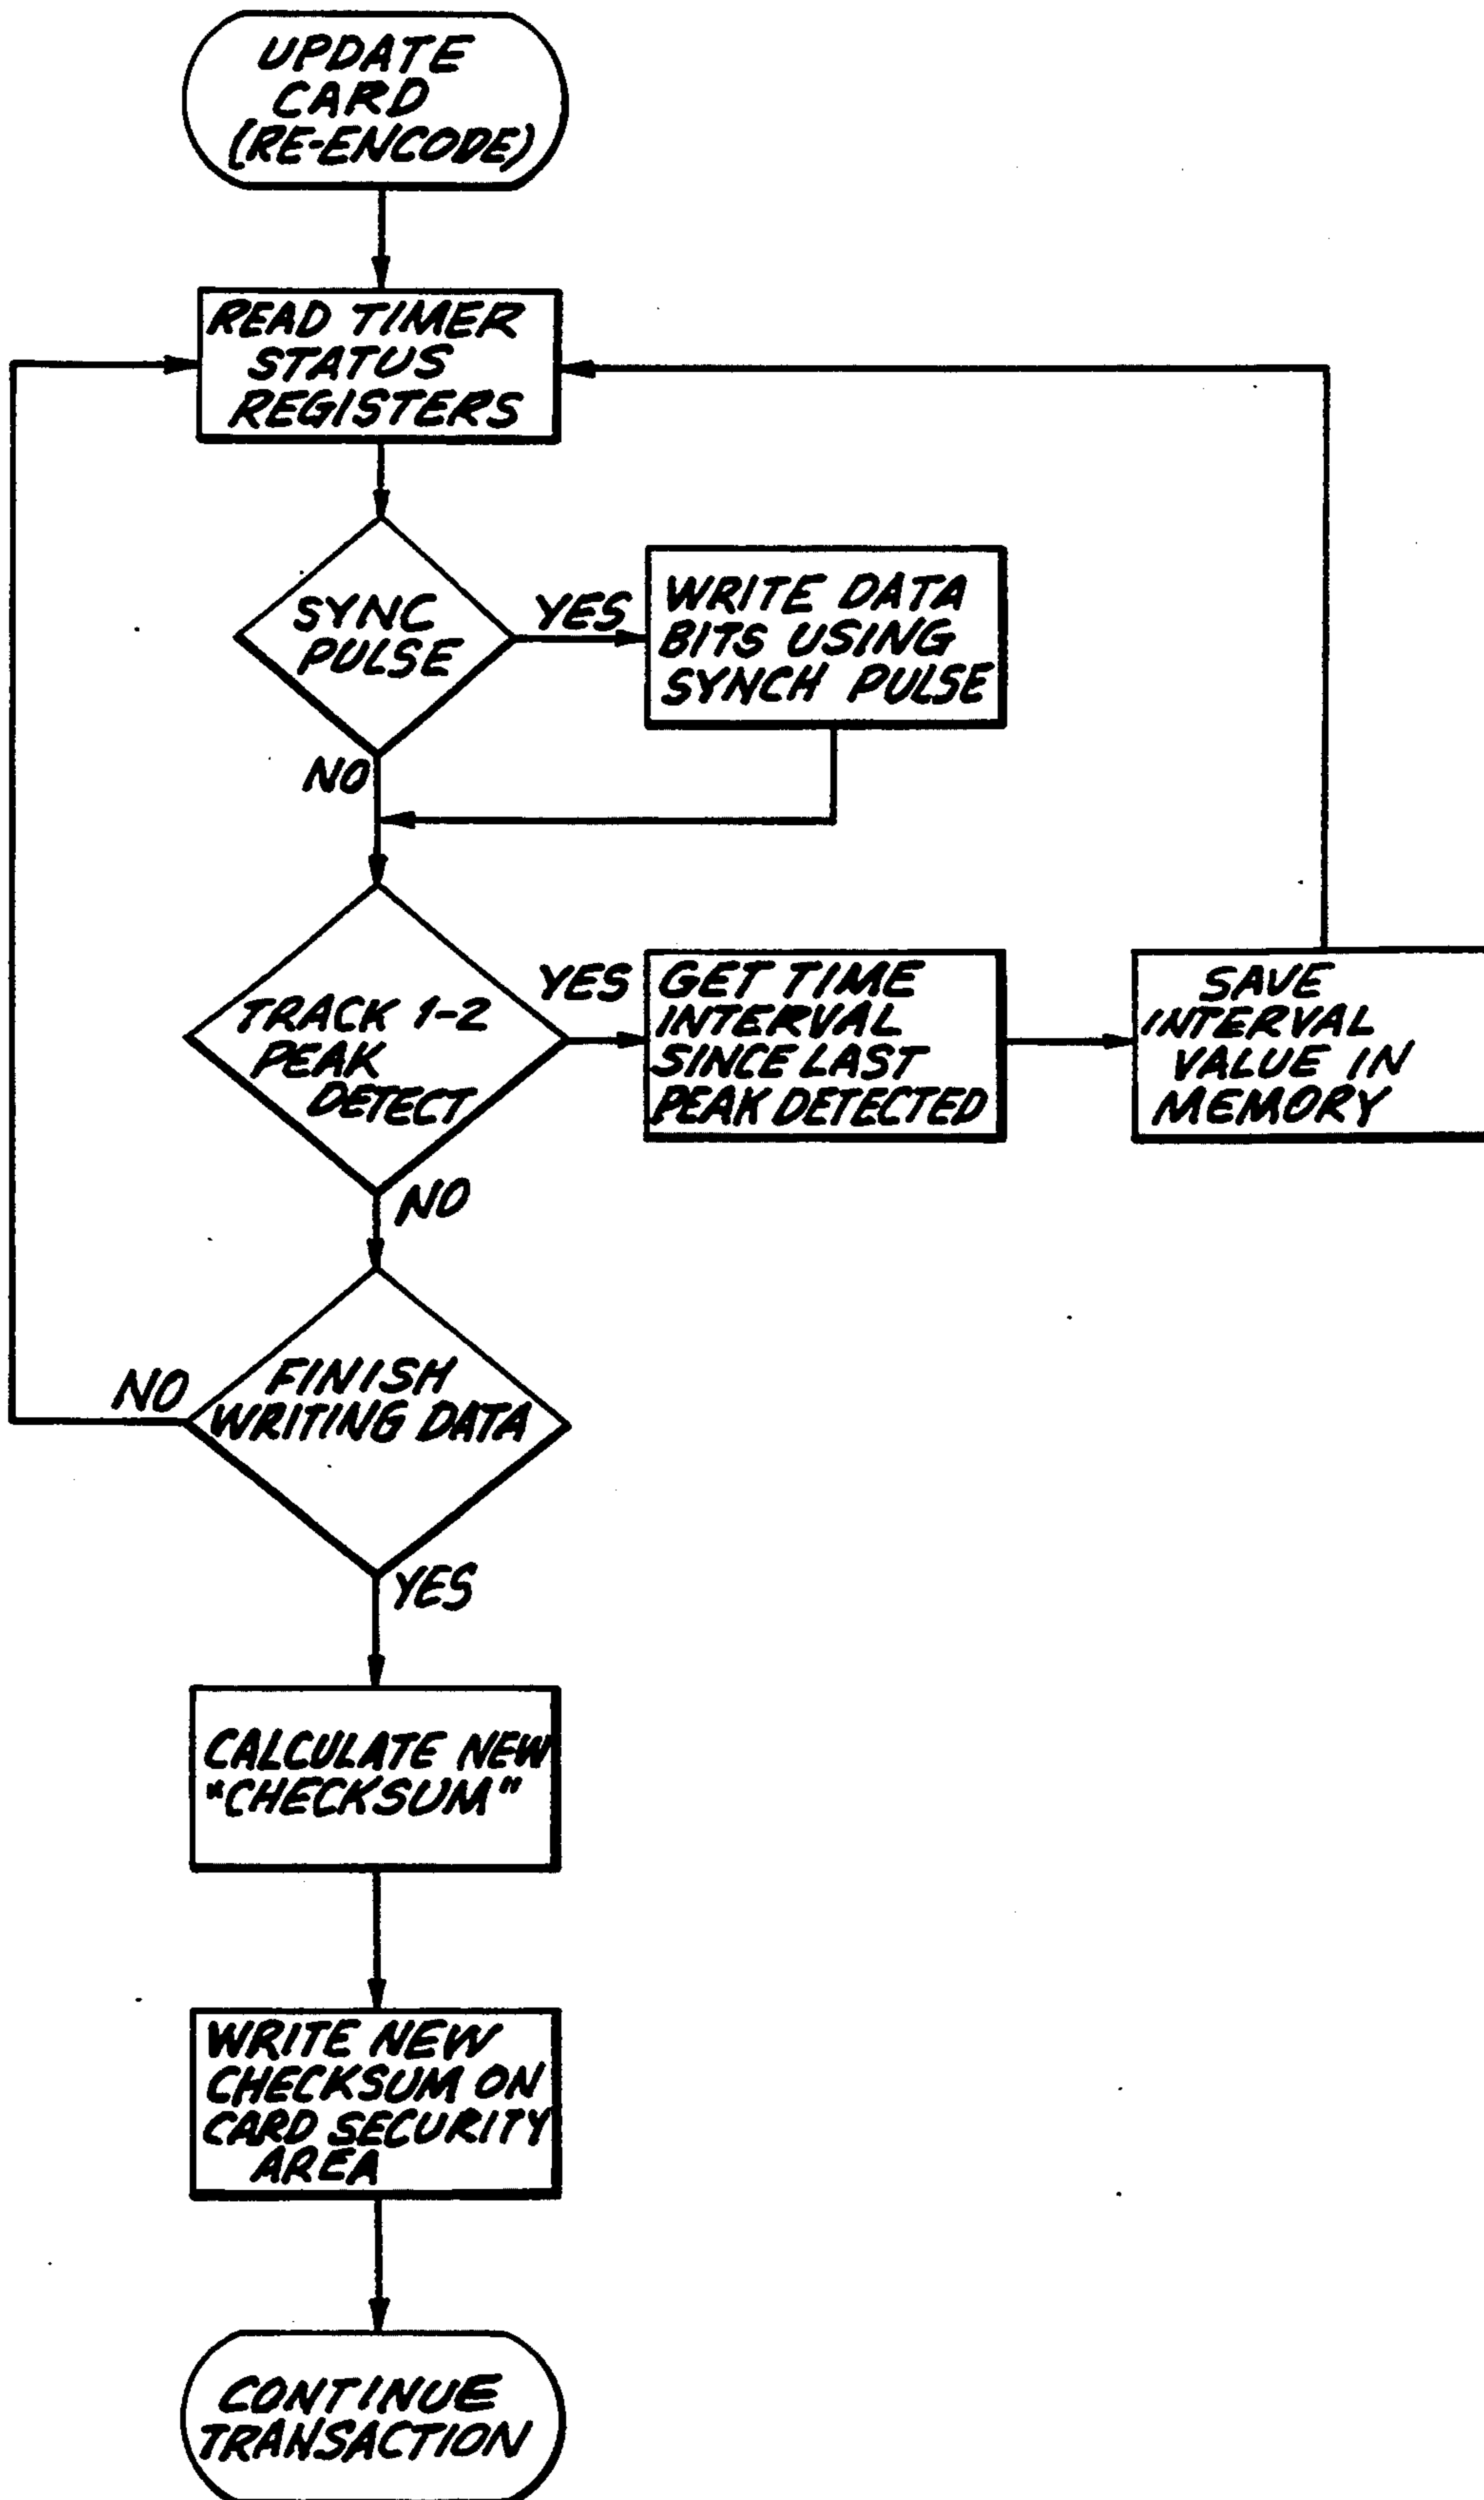 UPDATE
CARD
(RE-ENCODE)
READ TIMER
STATUS
REGISTERS
SYNC
PULSE
YES
WRITE DATA
BITS USING
SYNCH PULSE
NO
TRACK 1-2
PEAK
DETECT
YES
GET TIME
INTERVAL
SINCE LAST
PEAK DETECTED
SAVE
INTERVAL
VALUE IN
MEMORY
NO
FINISH
WRITING DATA
NO
YES
CALCULATE NEW
"CHECKSUM"
WRITE NEW
CHECKSUM ON
CARD SECURITY
AREA
CONTINUE
TRANSACTION